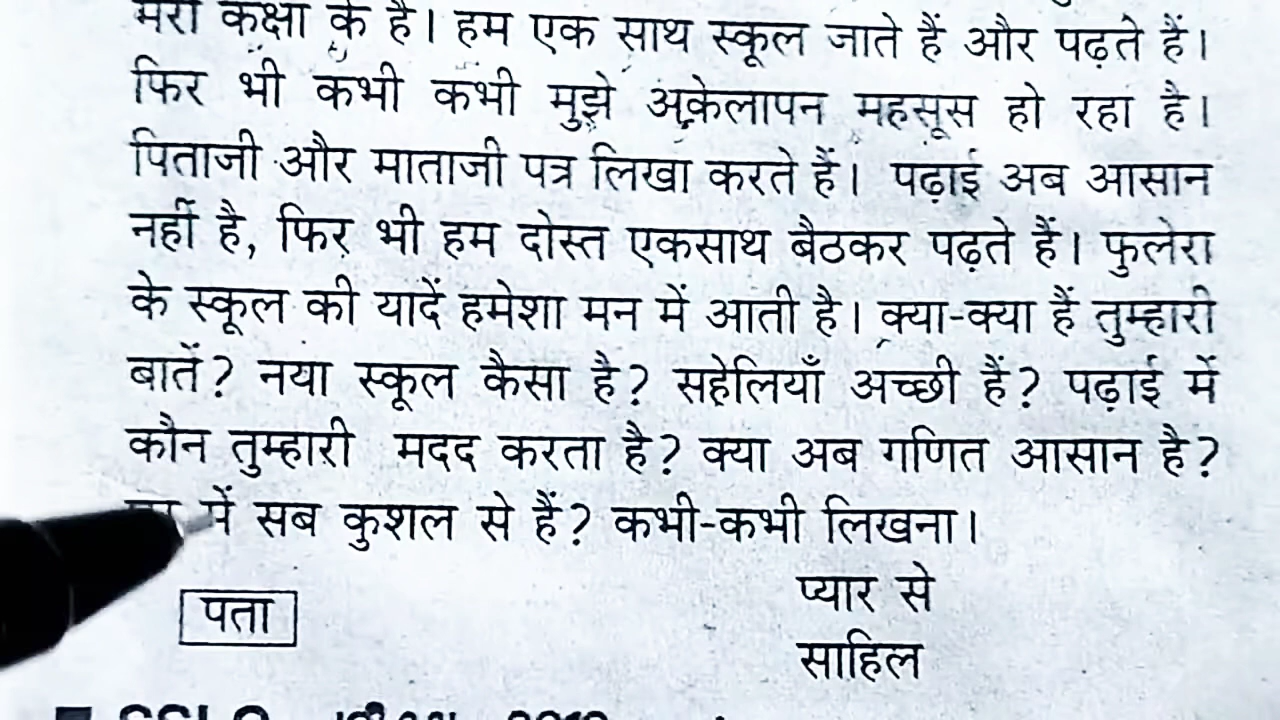 मेरी कक्षा के हैं। हम एक साथ स्कूल जाते हैं और पढ़ते हैं।
फिर भी कभी कभी मुझे अकेलापन महसूस हो रहा है।
पिताजी और माताजी पत्र लिखा करते हैं। पढ़ाई अब आसान
नहीं है, फिर भी हम दोस्त एकसाथ बैठकर पढ़ते हैं। फुलेरा
के स्कूल की यादें हमेशा मन में आती है। क्या-क्या हैं तुम्हारी
बातें? नया स्कूल कैसा है? सहेलियाँ अच्छी हैं? पढ़ाई में
कौन तुम्हारी मदद करता है? क्या अब गणित आसान है?
में सब कुशल से हैं? कभी-कभी लिखना।
प्यार से
पता
साहिल